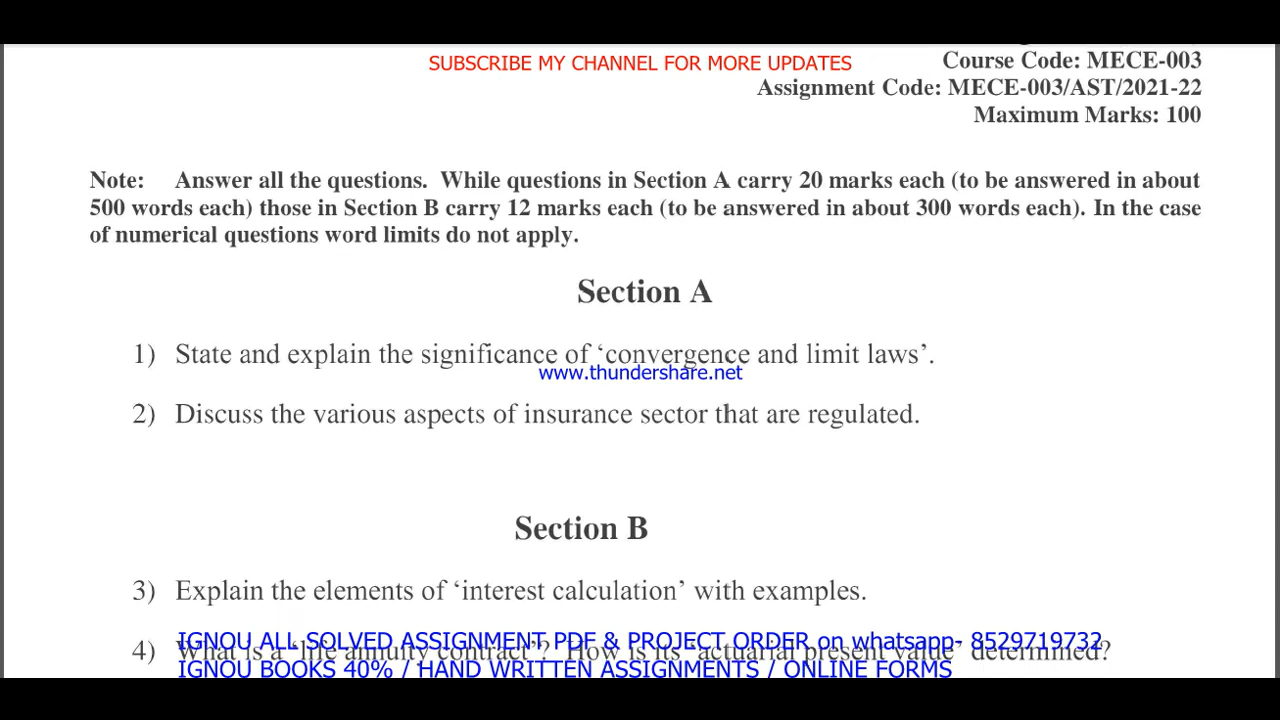 SUBSCRIBE MY CHANNEL FOR MORE UPDATES
Course Code: MECE-003
Assignment Code: MECE-003/AST/2021-22
Maximum Marks: 100
Note: Answer all the questions. While questions in Section A carry 20 marks each (to be answered in about
500 words each) those in Section B carry 12 marks each (to be answered in about 300 words each). In the case
of numerical questions word limits do not apply.
Section A
1) State and explain the significance of ‘convergence and limit laws’.
www.thundershare.net
2) Discuss the various aspects of insurance sector that are regulated.
Section B
3) Explain the elements of ‘interest calculation’ with examples.
IGNOU ALL SOLVED ASSIGNMENT PDF & PROJECT ORDER on whatsapp- 8529719732
4) What is a ‘life annuity contract’? How is its ‘actuarial present value’ determined?
IGNOU BOOKS 40% / HAND WRITTEN ASSIGNMENTS / ONLINE FORMS